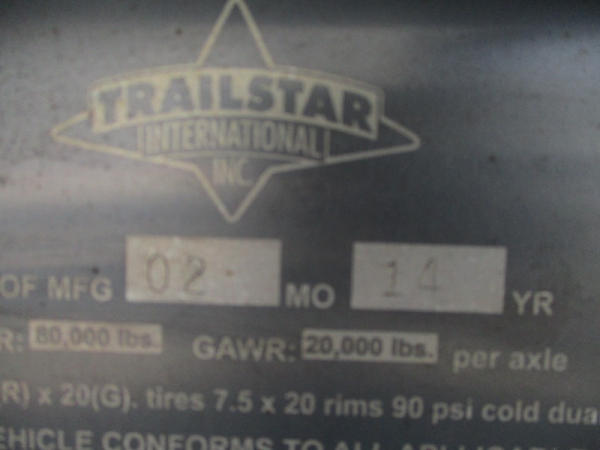 TRAILSTAR
INTERNATIONAL
INC.
OF MFG 02 MO 14 YR
R: 80,000 lbs. GAWR: 20,000 lbs. per axle
R) x 20(G). tires 7.5 x 20 rims 90 psi cold dua
EHICLE CONFORMS TO ALL